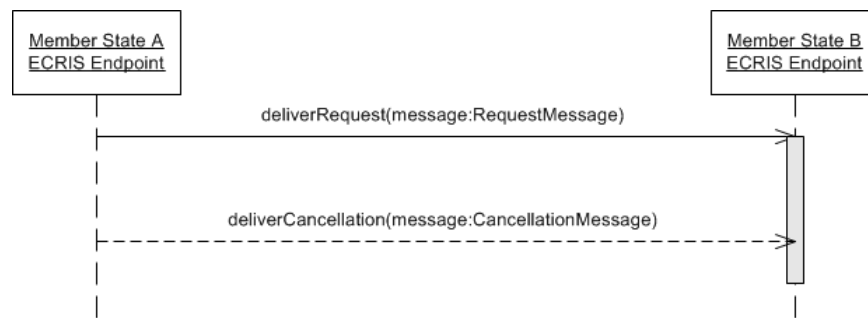 Member State A
ECRIS Endpoint
Member State B
ECRIS Endpoint
deliverRequest(message:RequestMessage)
deliverCancellation(message:CancellationMessage)